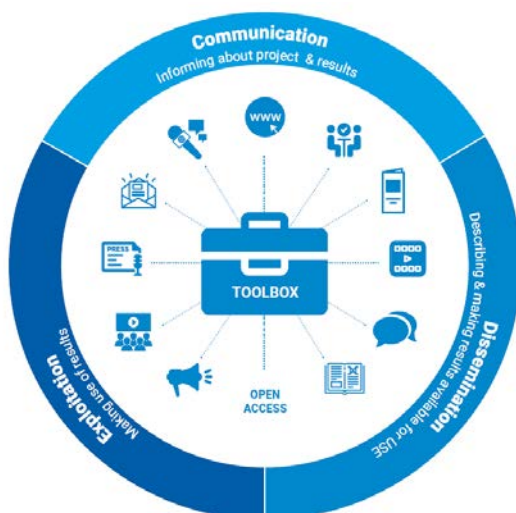 Communication
Informing about project & results
WWW
PRESS
TOOLBOX
OPEN
ACCESS
Describing & making results available for USE
Dissemination
Exploitation
Making use of results